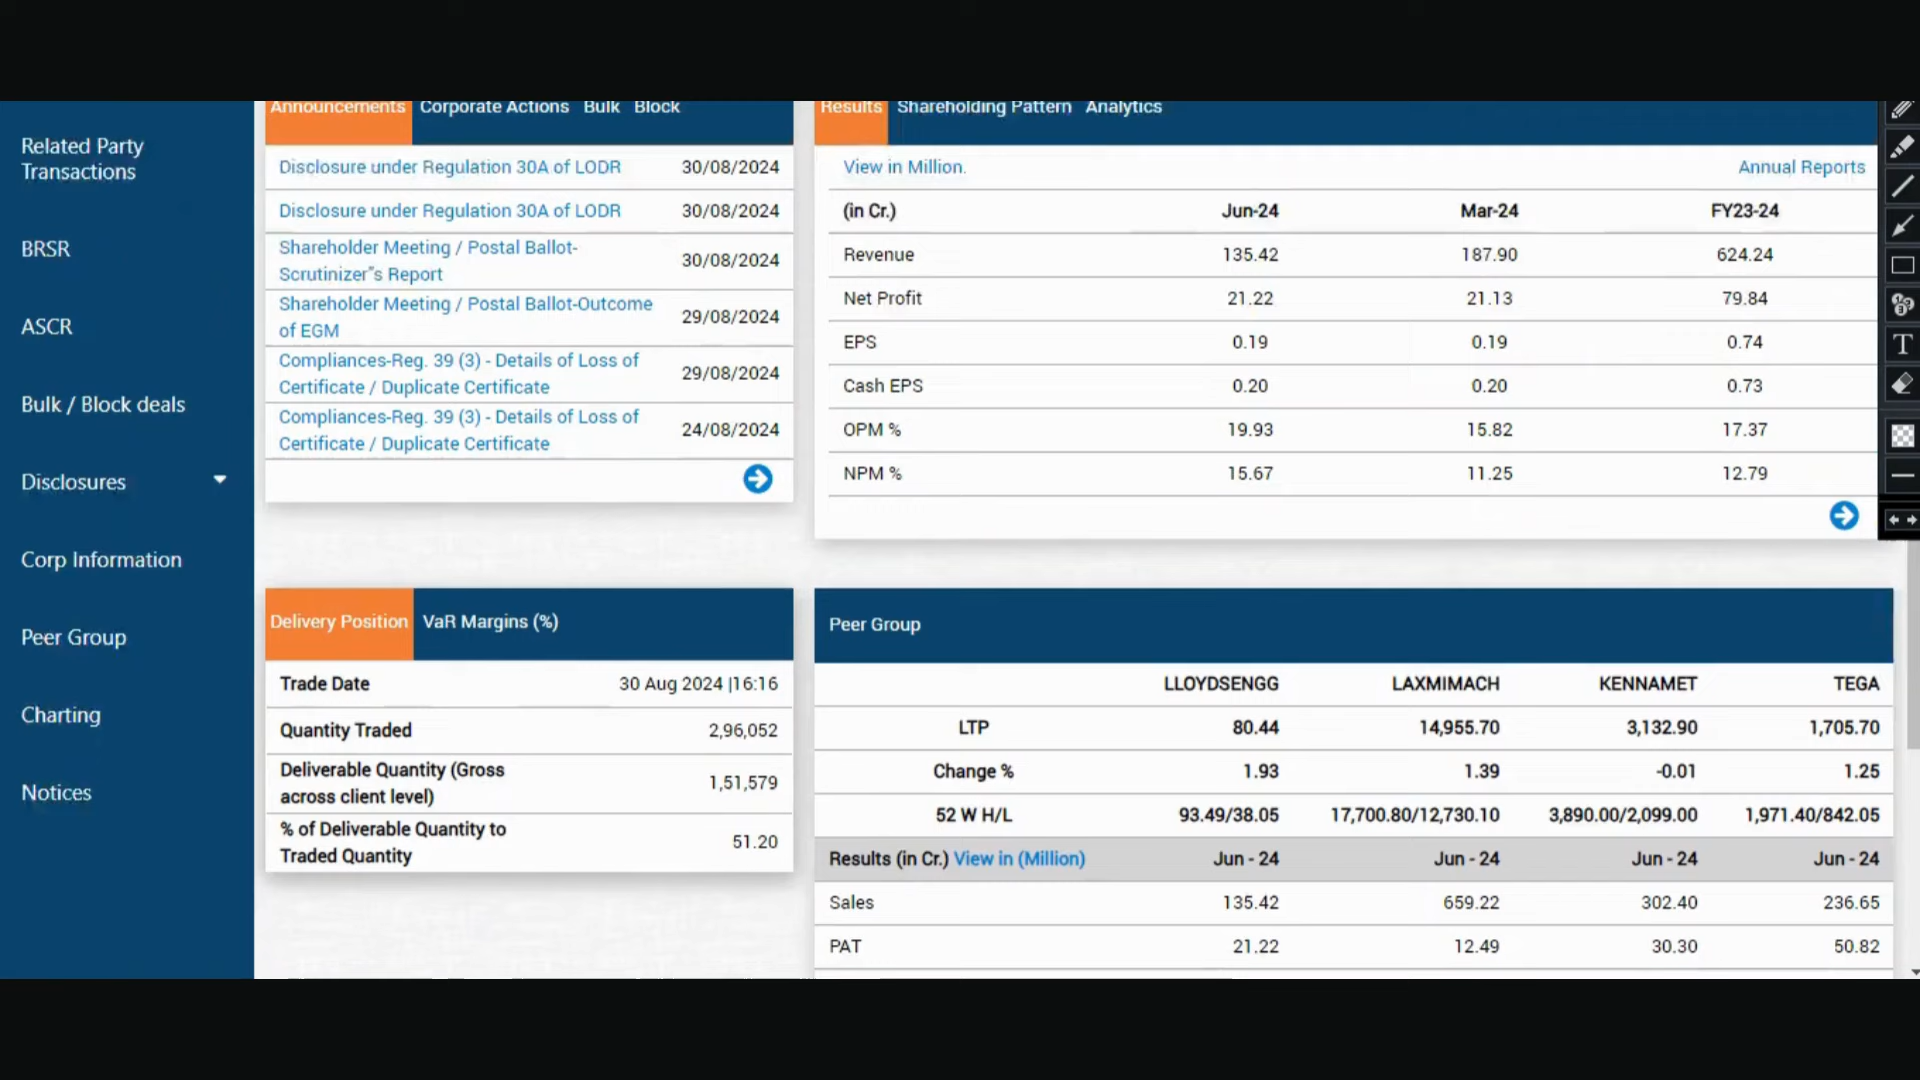 Related Party
Transactions
BRSR
ASCR
Bulk / Block deals
Disclosures
Corp Information
Peer Group
Charting
Notices
Announcements Corporate Actions Bulk Block
Disclosure under Regulation 30A of LODR 30/08/2024
Disclosure under Regulation 30A of LODR 30/08/2024
Shareholder Meeting / Postal Ballot-
Scrutinizer"s Report 30/08/2024
Shareholder Meeting / Postal Ballot-Outcome
of EGM 29/08/2024
Compliances-Reg. 39 (3) - Details of Loss of
Certificate / Duplicate Certificate 29/08/2024
Compliances-Reg. 39 (3) - Details of Loss of
Certificate / Duplicate Certificate 24/08/2024
Results Shareholding Pattern Analytics
View in Million. Annual Reports
(in Cr.) Jun-24 Mar-24 FY23-24
Revenue 135.42 187.90 624.24
Net Profit 21.22 21.13 79.84
EPS 0.19 0.19 0.74
Cash EPS 0.20 0.20 0.73
OPM % 19.93 15.82 17.37
NPM % 15.67 11.25 12.79
Delivery Position VaR Margins (%)
Trade Date 30 Aug 2024 |16:16
Quantity Traded 2,96,052
Deliverable Quantity (Gross
across client level) 1,51,579
% of Deliverable Quantity to
Traded Quantity 51.20
Peer Group
LLOYDSENGG LAXMIMACH KENNAMET TEGA
LTP 80.44 14,955.70 3,132.90 1,705.70
Change % 1.93 1.39 -0.01 1.25
52 W H/L 93.49/38.05 17,700.80/12,730.10 3,890.00/2,099.00 1,971.40/842.05
Results (in Cr.) View in (Million) Jun - 24 Jun - 24 Jun - 24 Jun - 24
Sales 135.42 659.22 302.40 236.65
PAT 21.22 12.49 30.30 50.82
T